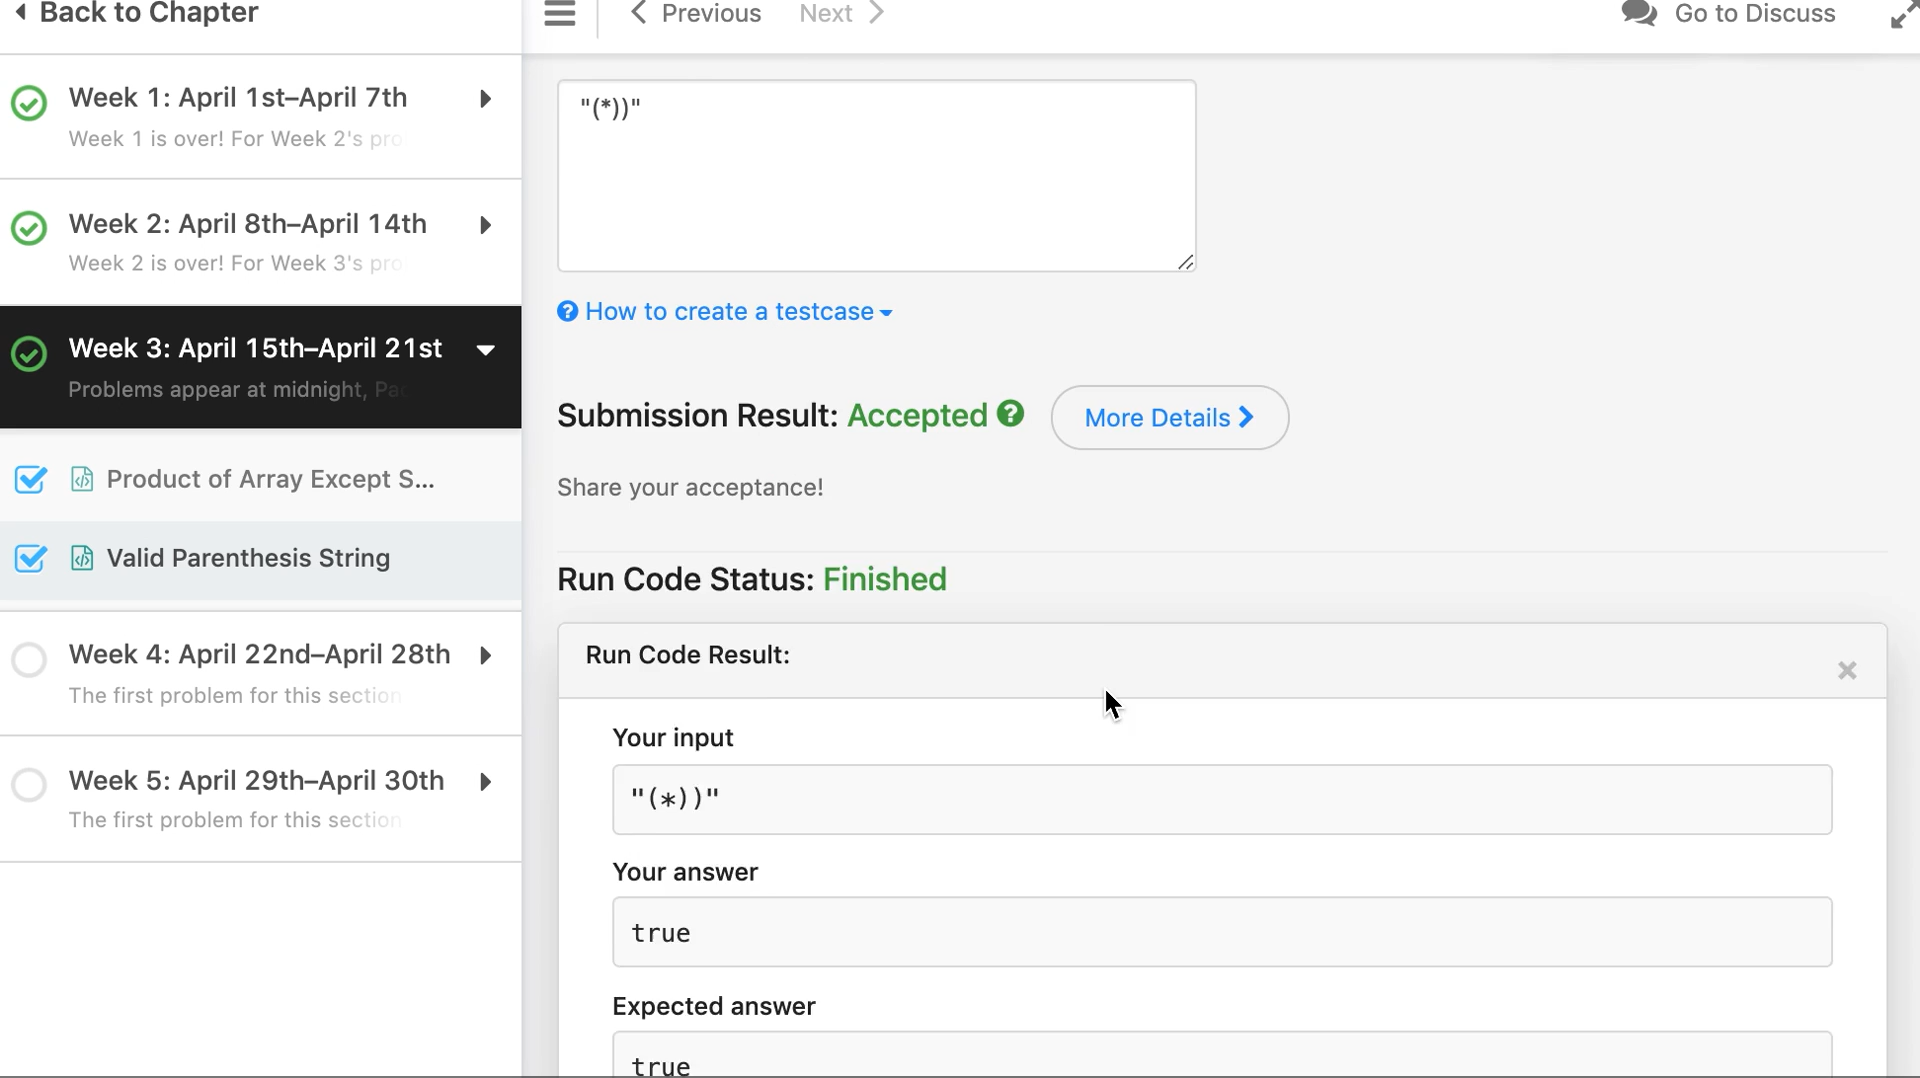 Back to Chapter
Previous
Next
Go to Discuss
Week 1: April 1st–April 7th
Week 1 is over! For Week 2's pro
Week 2: April 8th–April 14th
Week 2 is over! For Week 3's pro
Week 3: April 15th–April 21st
Problems appear at midnight, Pac
Product of Array Except S...
Valid Parenthesis String
Week 4: April 22nd–April 28th
The first problem for this section
Week 5: April 29th–April 30th
The first problem for this section
"(*))"
How to create a testcase
Submission Result: Accepted
More Details
Share your acceptance!
Run Code Status: Finished
Run Code Result:
Your input
"(*))"
Your answer
true
Expected answer
true